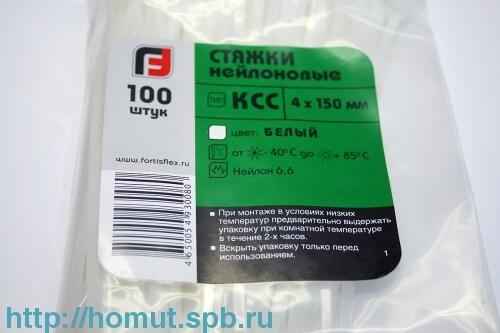 СТЯЖКИ
НЕЙЛОНОВЫЕ
100
ШТУК
ТИП КСС 4 x 150 мм
цвет: БЕЛЫЙ
www.fortisflex.ru
от - 40°C до + 85°C
Нейлон 6,6
4 650054 930080
• При монтаже в условиях низких
температур предварительно выдержать
упаковку при комнатной температуре
в течение 2-х часов.
• Вскрыть упаковку только перед
использованием.
1
http://homut.spb.ru